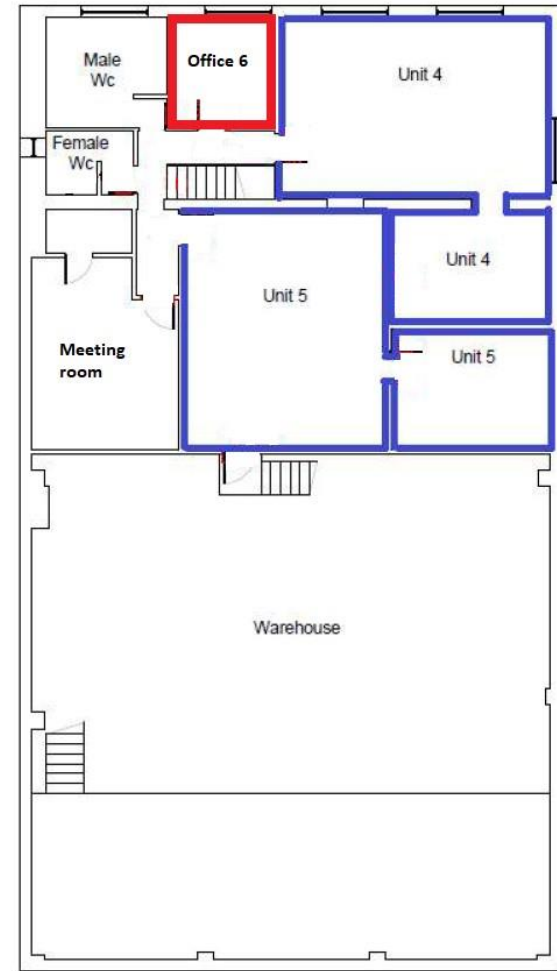 Male
Wc
Office 6
Unit 4
Female
Wc
Unit 4
Unit 5
Meeting
room
Unit 5
Warehouse